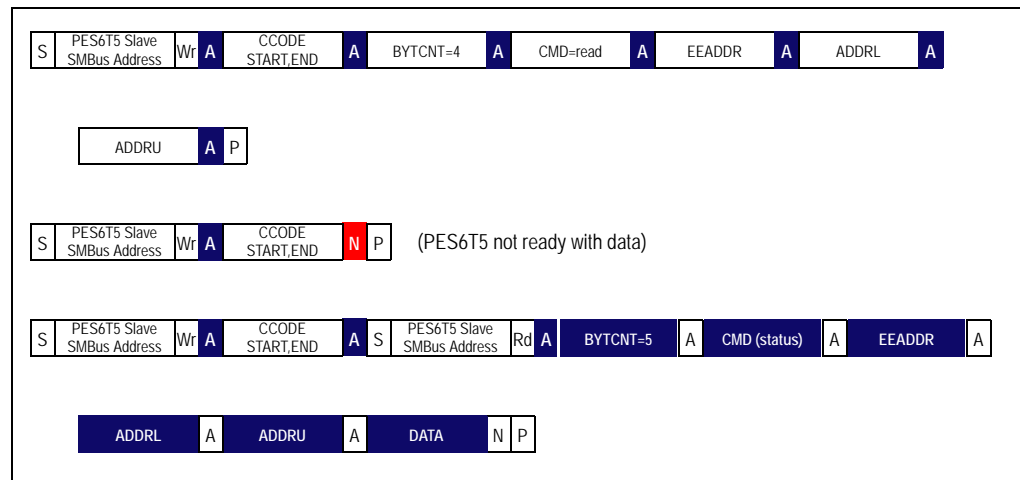 S PES6T5 Slave SMBus Address Wr A CCODE START,END A BYTCNT=4 A CMD=read A EEADDR A ADDRL A
ADDRU A P
S PES6T5 Slave SMBus Address Wr A CCODE START,END N P (PES6T5 not ready with data)
S PES6T5 Slave SMBus Address Wr A CCODE START,END A S PES6T5 Slave SMBus Address Rd A BYTCNT=5 A CMD (status) A EEADDR A
ADDRL A ADDRU A DATA N P